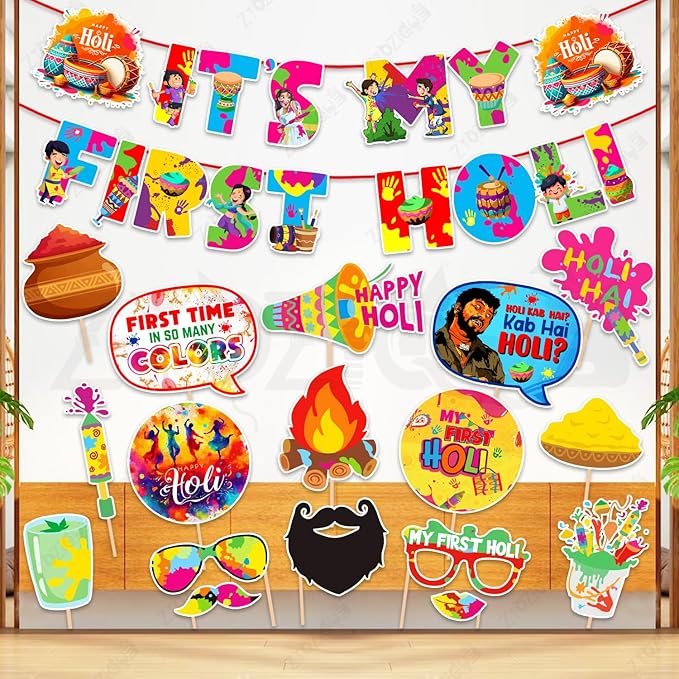 HAPPY
Holi
IT'S MY
HAPPY
Holi
FIRST HOLI
HOLI
HAI
FIRST TIME
IN SO MANY
COLORS
HAPPY
HOLI
HOLI KAB HAI?
Kab Hai
HOLI?
HAPPY
Holi
MY
FIRST
HOLI
MY FIRST HOLI